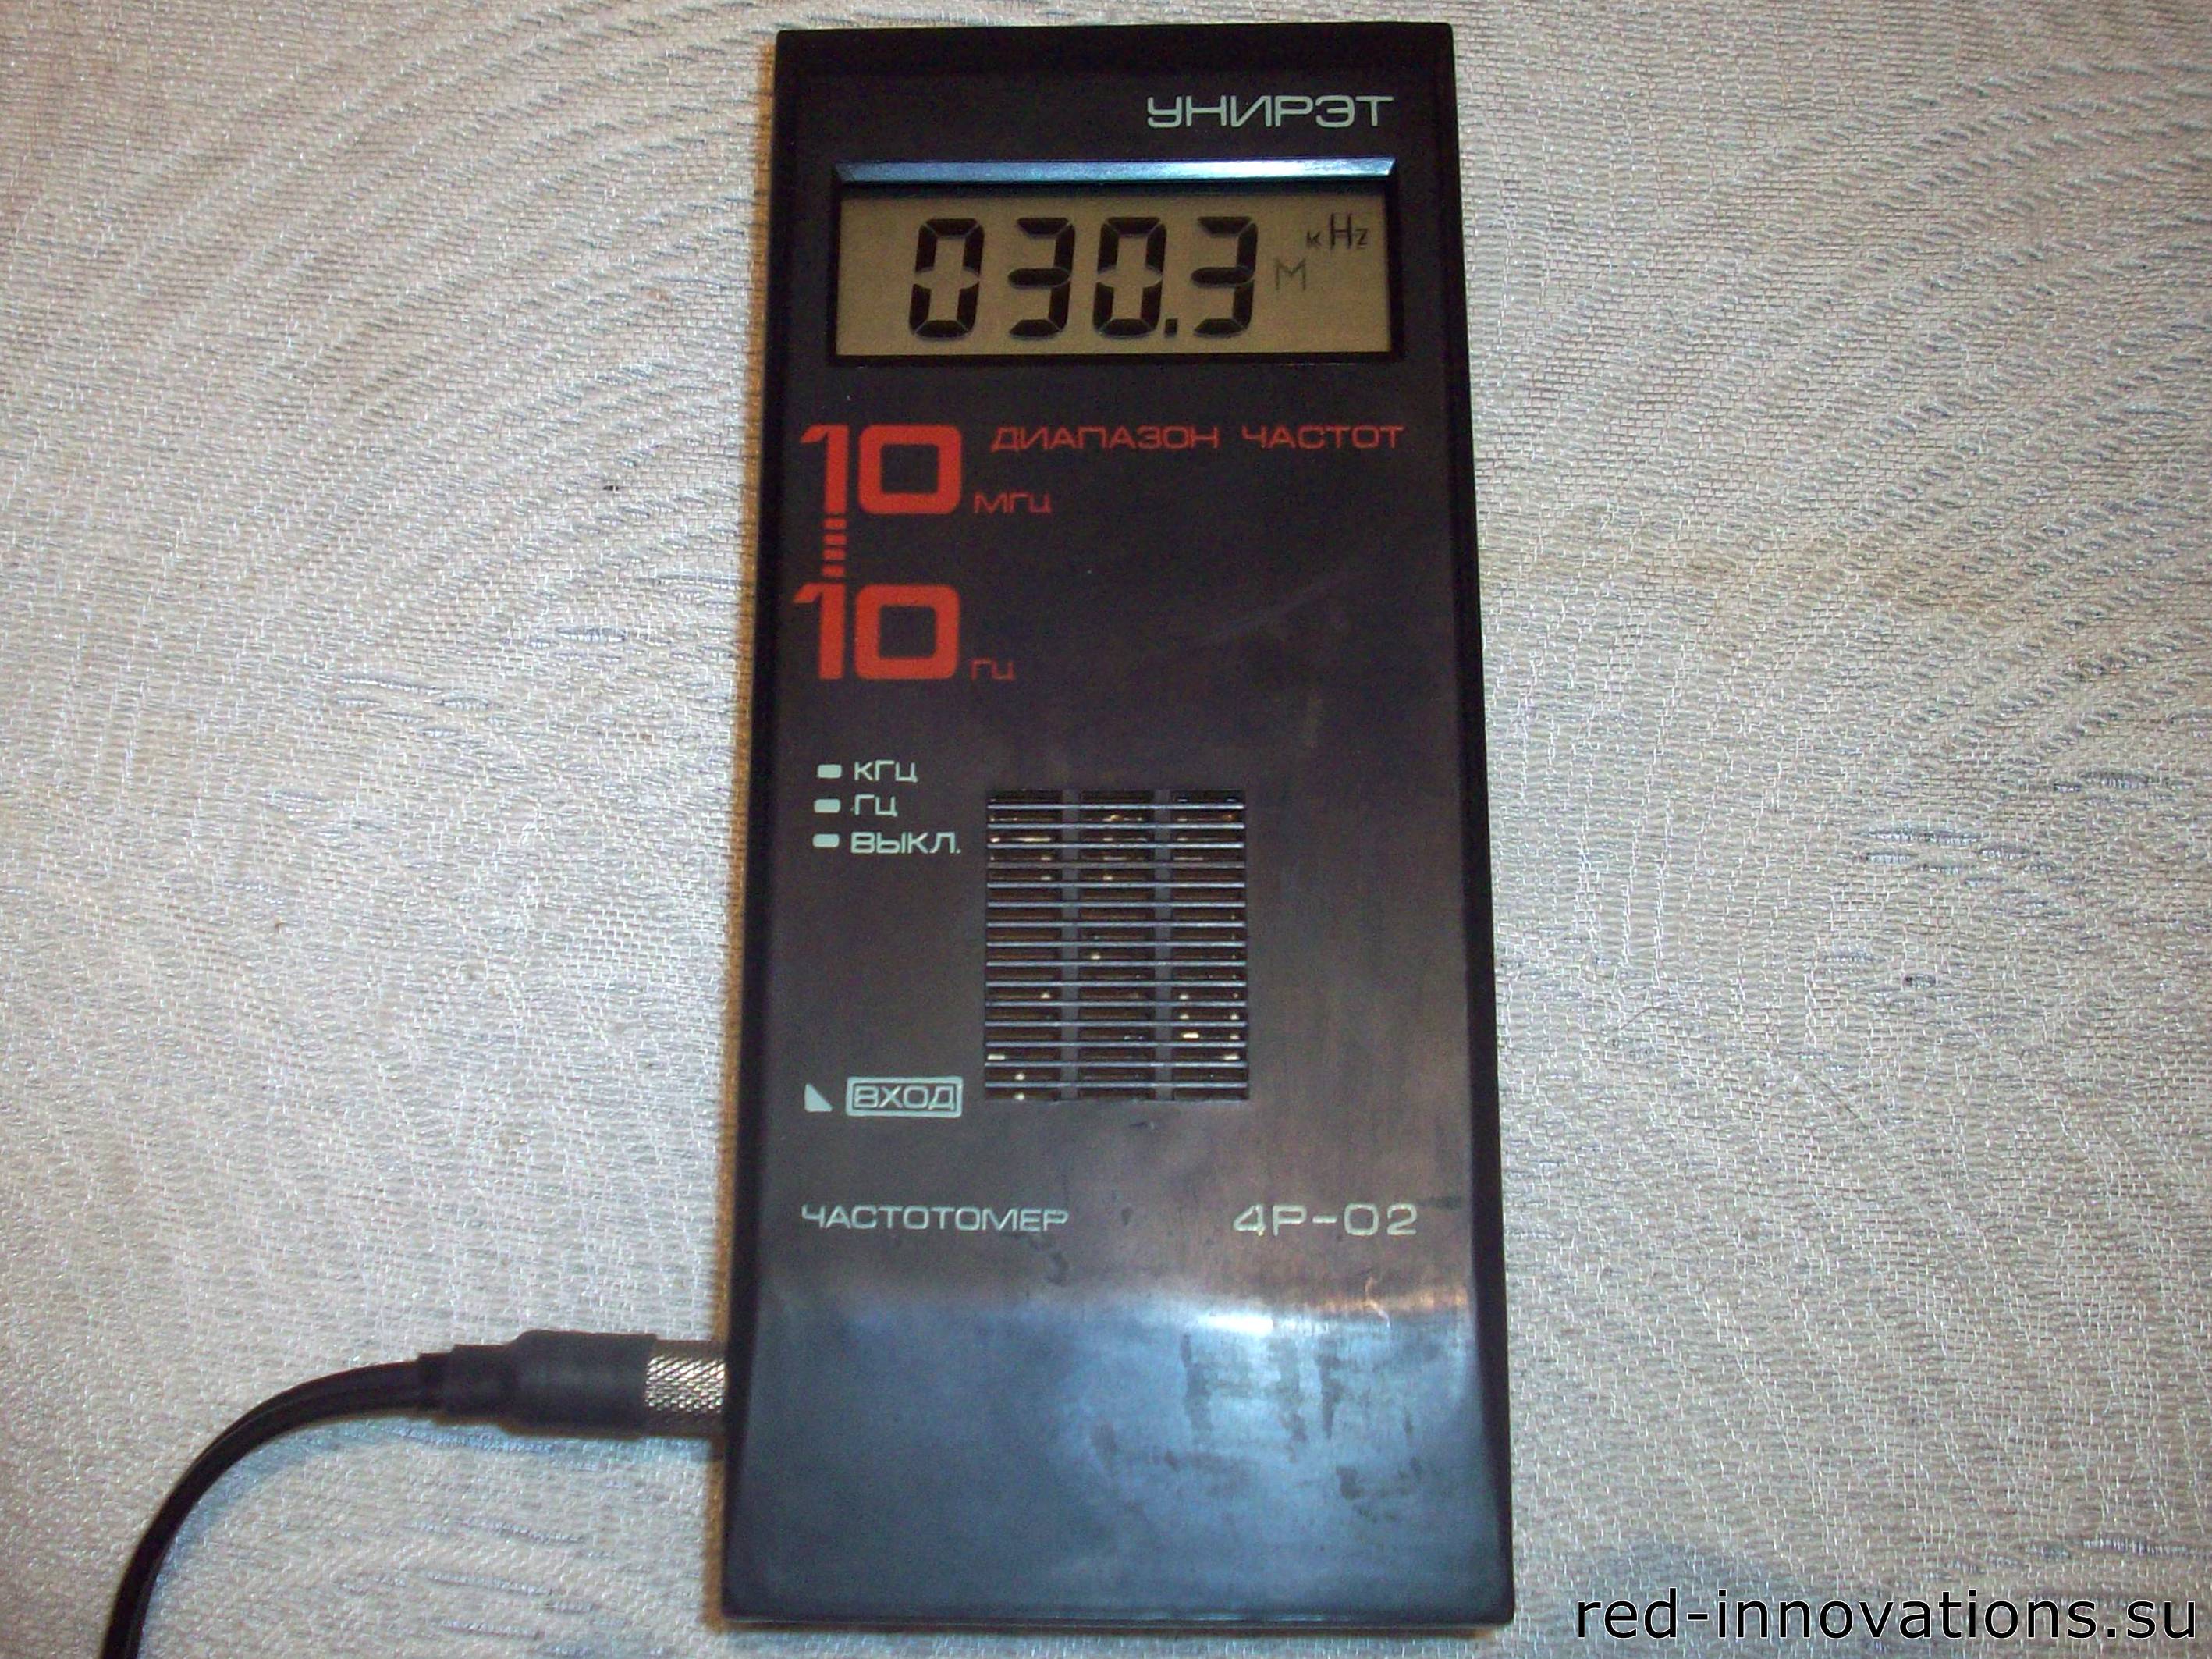 УНИРЭТ
030.3 кHz
М
ДИАПАЗОН ЧАСТОТ
10 МГц
10 Гц
кГц
Гц
ВЫКЛ.
ВХОД
ЧАСТОТОМЕР 4Р-02
red-innovations.su